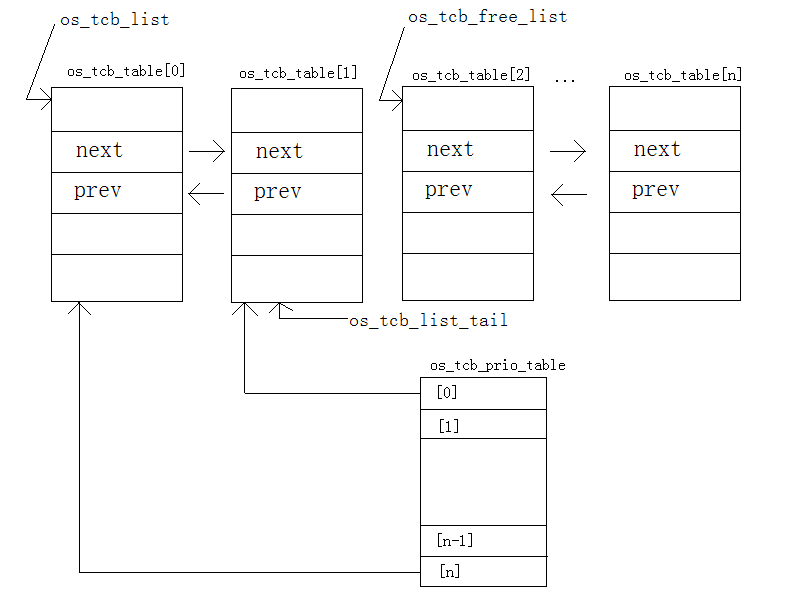 os_tcb_list
os_tcb_free_list
os_tcb_table[0]
os_tcb_table[1]
os_tcb_table[2]
...
os_tcb_table[n]
next
next
next
next
prev
prev
prev
prev
os_tcb_list_tail
os_tcb_prio_table
[0]
[1]
[n-1]
[n]